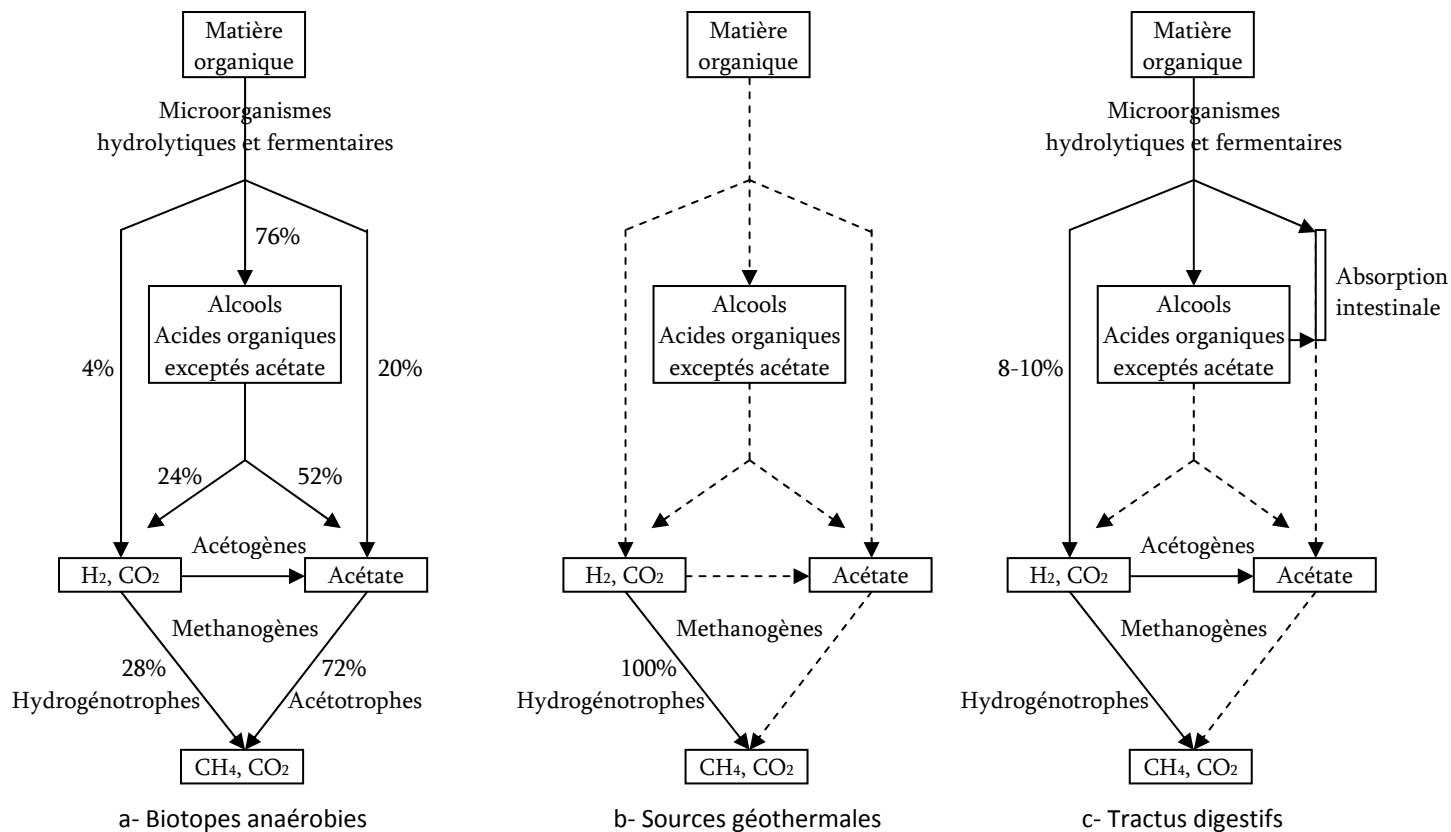 Matière
organique
Microorganismes
hydrolytiques et fermentaires
76%
Alcools
Acides organiques
exceptés acétate
4%
20%
24%
52%
Acétogènes
H2, CO2
Acétate
Methanogènes
28%
72%
Hydrogénotrophes
Acétotrophes
CH4, CO2
a- Biotopes anaérobies
Matière
organique
Alcools
Acides organiques
exceptés acétate
H2, CO2
Acétate
Methanogènes
100%
Hydrogénotrophes
CH4, CO2
b- Sources géothermales
Matière
organique
Microorganismes
hydrolytiques et fermentaires
Absorption
intestinale
Alcools
Acides organiques
exceptés acétate
8-10%
Acétogènes
H2, CO2
Acétate
Methanogènes
Hydrogénotrophes
CH4, CO2
c- Tractus digestifs